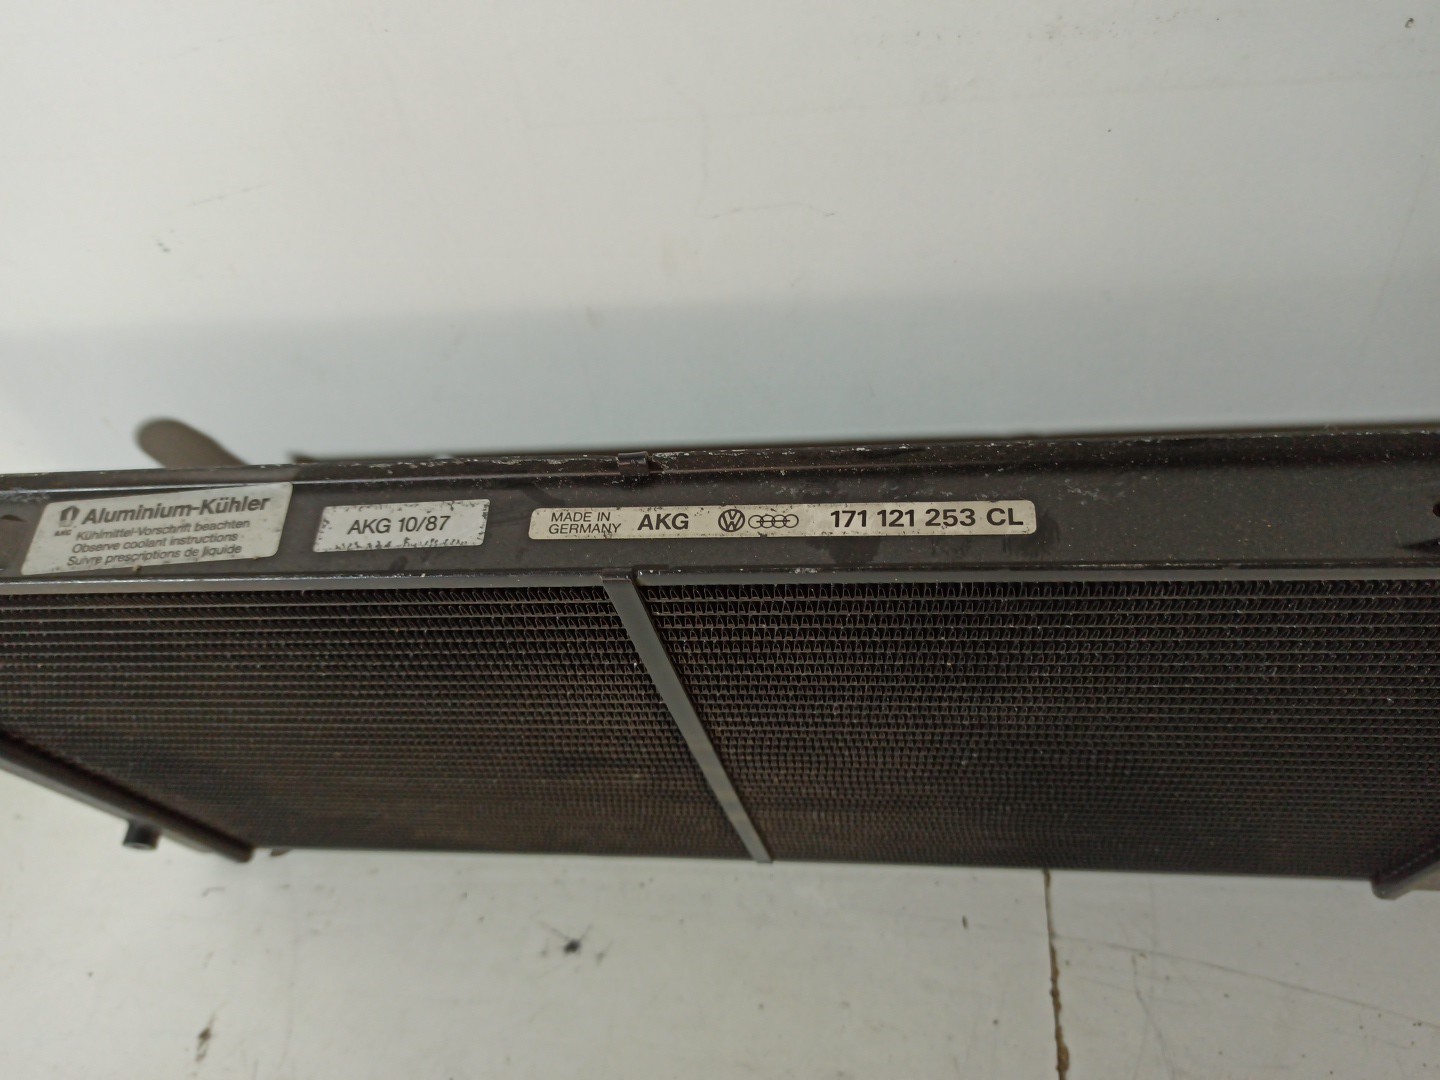 Aluminium-Kühler
AKG Kühlmittel-Vorschrift beachten
Observe coolant instructions
Suivre prescriptions de liquide
AKG 10/87
MADE IN
GERMANY
AKG
171 121 253 CL